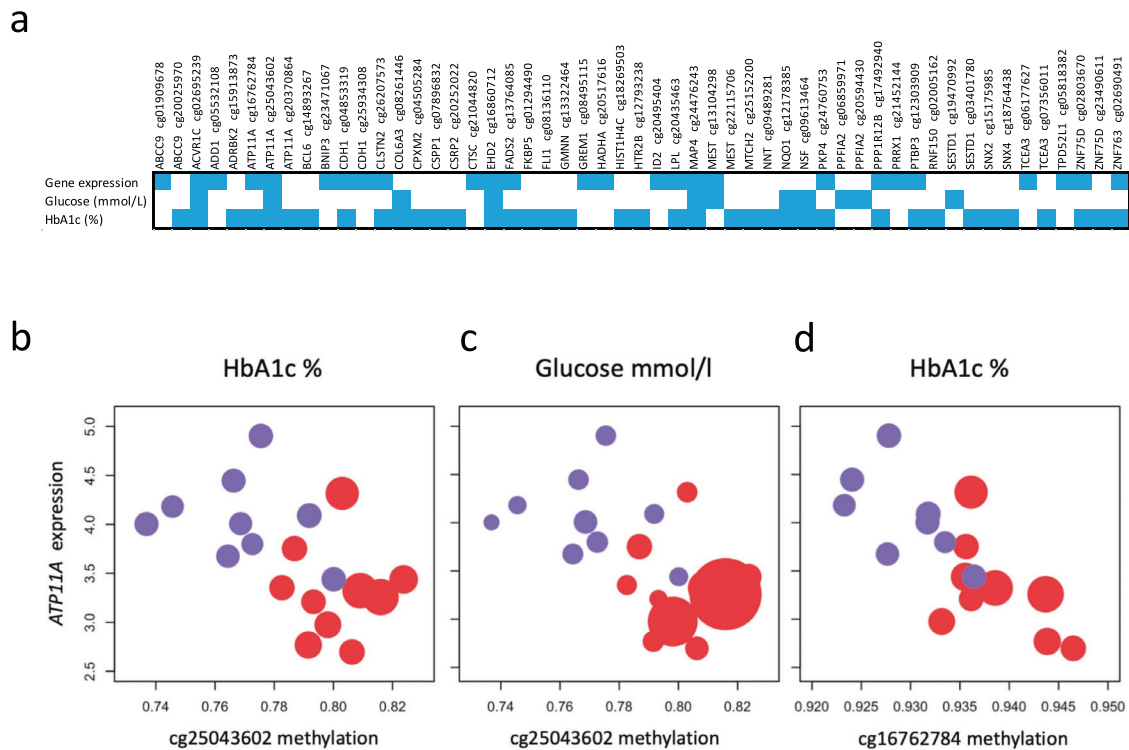 a
ABCC9 cg01909678
ABCC9 cg20025970
ACVR1C cg02695239
ADD1 cg05532108
ADRBK2 cg15913873
ATP11A cg16762784
ATP11A cg25043602
ATP11A cg20370864
BCL6 cg14893267
BNIP3 cg23471067
CDH1 cg04853319
CDH1 cg25934308
CLSTN2 cg26207573
COL6A3 cg08261446
CPXM2 cg04505284
CSPP1 cg07896832
CSRP2 cg20252022
CTSC cg21044820
EHD2 cg16860712
FADS2 cg13764085
FKBP5 cg01294490
FLI1 cg08136110
GMNN cg13322464
GREM1 cg08495115
HADHA cg20517616
HIST1H4C cg18269503
HTR2B cg12793238
ID2 cg20495404
LPL cg20435463
MAP4 cg24476243
MEST cg13104298
MEST cg22115706
MTCH2 cg25152200
NNT cg09489281
NQO1 cg12178385
NSF cg09613464
PKP4 cg24760753
PPFIA2 cg06859971
PPFIA2 cg20594430
PPP1R12B cg17492940
PRRX1 cg21452144
PTBP3 cg12303909
RNF150 cg02005162
SESTD1 cg19470992
SESTD1 cg03401780
SNX2 cg15175985
SNX4 cg18764438
TCEA3 cg06177627
TCEA3 cg07356011
TPD52L1 cg05818382
ZNF75D cg02803670
ZNF75D cg23490611
ZNF763 cg02690491
Gene expression
Glucose (mmol/L)
HbA1c (%)
b
c
d
HbA1c %
Glucose mmol/l
HbA1c %
ATP11A expression
5.0
4.5
4.0
3.5
3.0
2.5
0.74 0.76 0.78 0.80 0.82
0.74 0.76 0.78 0.80 0.82
0.920 0.925 0.930 0.935 0.940 0.945 0.950
cg25043602 methylation
cg25043602 methylation
cg16762784 methylation